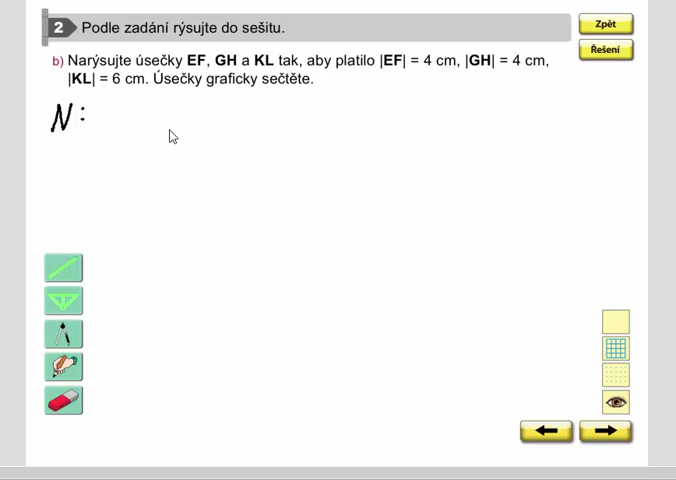 2 Podle zadání rýsujte do sešitu.
Zpět
Řešení
b) Narýsujte úsečky EF, GH a KL tak, aby platilo |EF| = 4 cm, |GH| = 4 cm,
|KL| = 6 cm. Úsečky graficky sečtěte.
N: